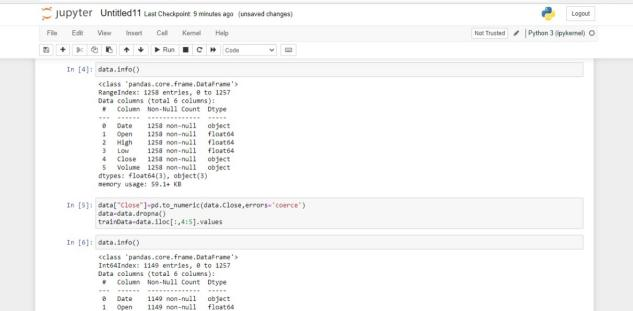 jupyter Untitled11 Last Checkpoint: 9 minutes ago (unsaved changes)
Logout
File Edit View Insert Cell Kernel Help
Not Trusted Python 3 (ipykernel)
Run Code
In [4]: data.info()
<class 'pandas.core.frame.DataFrame'>
RangeIndex: 1258 entries, 0 to 1257
Data columns (total 6 columns):
# Column Non-Null Count Dtype
--- ------ -------------- -----
0 Date 1258 non-null object
1 Open 1258 non-null float64
2 High 1258 non-null float64
3 Low 1258 non-null float64
4 Close 1258 non-null object
5 Volume 1258 non-null object
dtypes: float64(3), object(3)
memory usage: 59.1+ KB
In [5]: data["Close"]=pd.to_numeric(data.Close,errors='coerce')
data=data.dropna()
trainData=data.iloc[:,4:5].values
In [6]: data.info()
<class 'pandas.core.frame.DataFrame'>
Int64Index: 1149 entries, 0 to 1257
Data columns (total 6 columns):
# Column Non-Null Count Dtype
--- ------ -------------- -----
0 Date 1149 non-null object
1 Open 1149 non-null float64